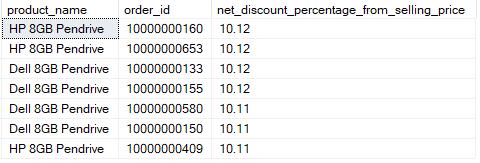 product_name order_id net_discount_percentage_from_selling_price
HP 8GB Pendrive 10000000160 10.12
HP 8GB Pendrive 10000000653 10.12
Dell 8GB Pendrive 10000000133 10.12
Dell 8GB Pendrive 10000000155 10.12
Dell 8GB Pendrive 10000000580 10.11
Dell 8GB Pendrive 10000000150 10.11
HP 8GB Pendrive 10000000409 10.11